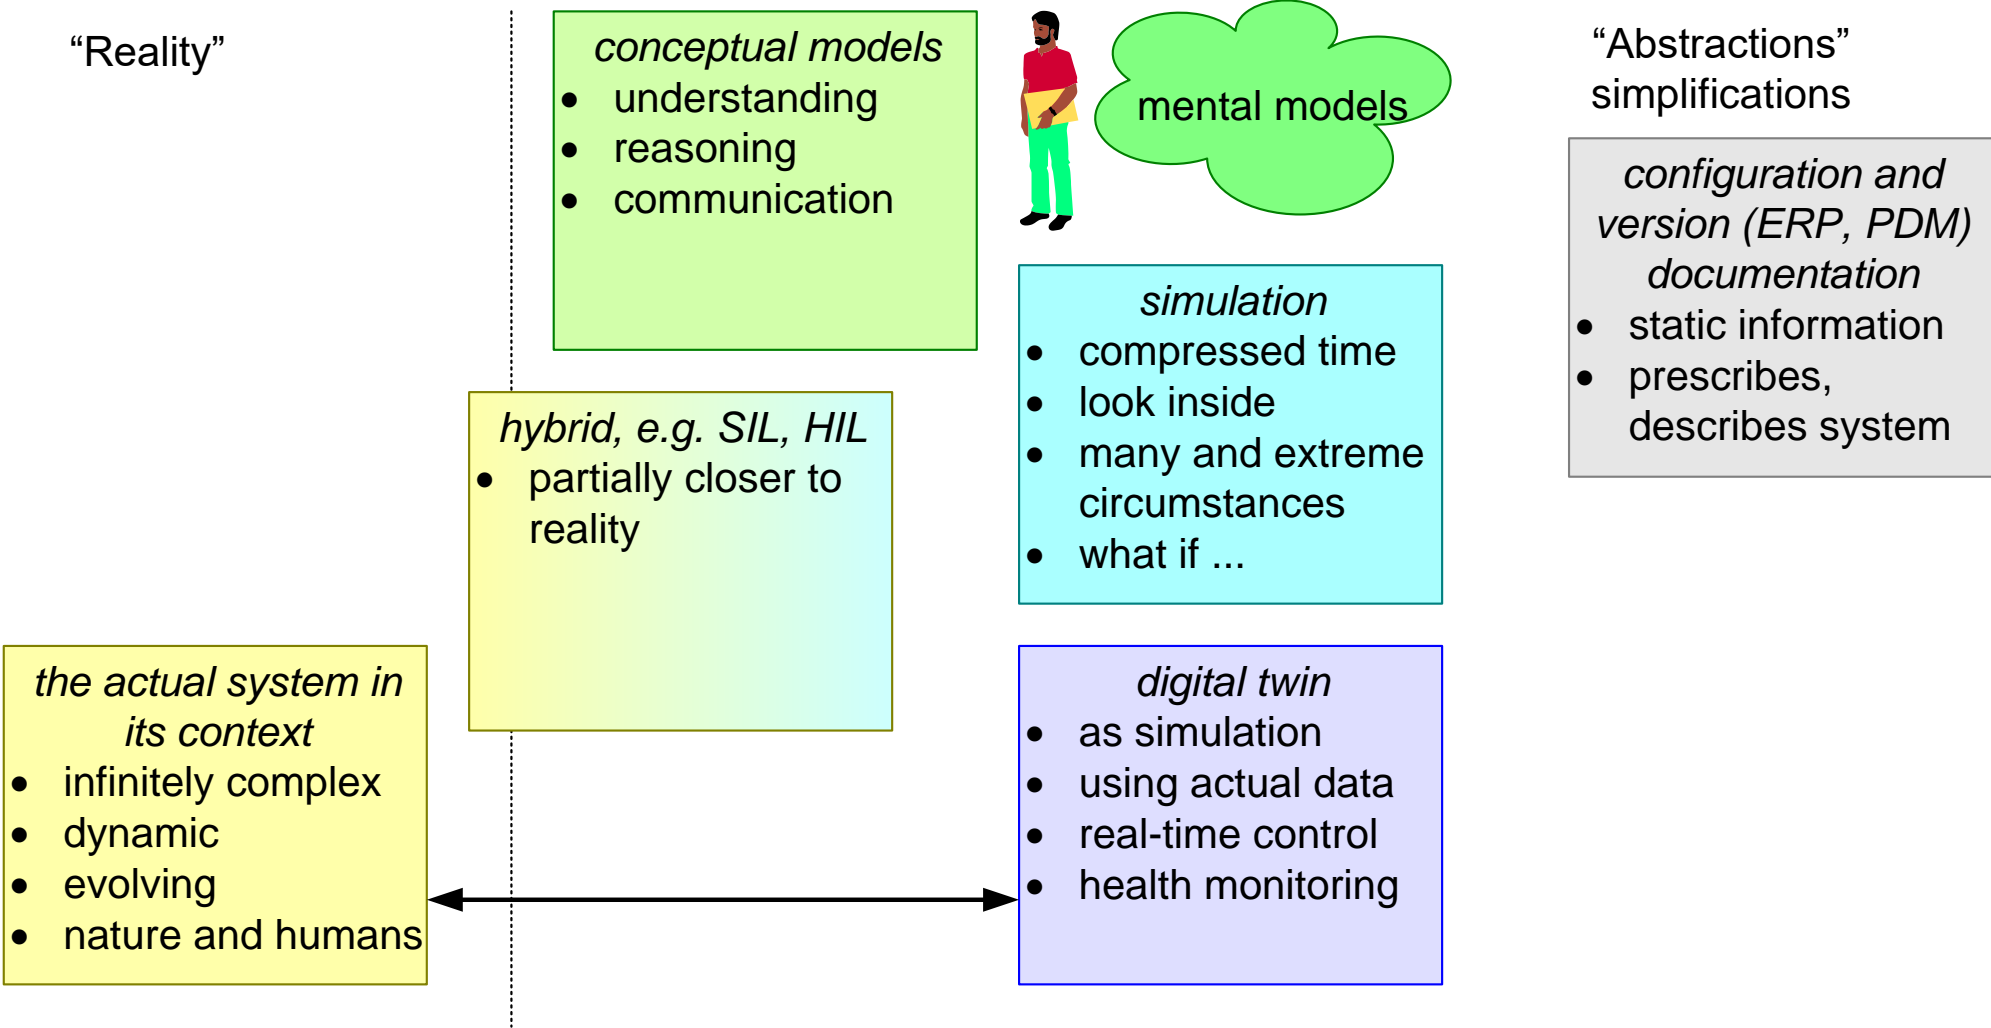 “Reality”
conceptual models
• understanding
• reasoning
• communication
mental models
“Abstractions”
simplifications
configuration and
version (ERP, PDM)
documentation
• static information
• prescribes,
describes system
simulation
• compressed time
• look inside
• many and extreme
circumstances
• what if ...
hybrid, e.g. SIL, HIL
• partially closer to
reality
the actual system in
its context
• infinitely complex
• dynamic
• evolving
• nature and humans
digital twin
• as simulation
• using actual data
• real-time control
• health monitoring